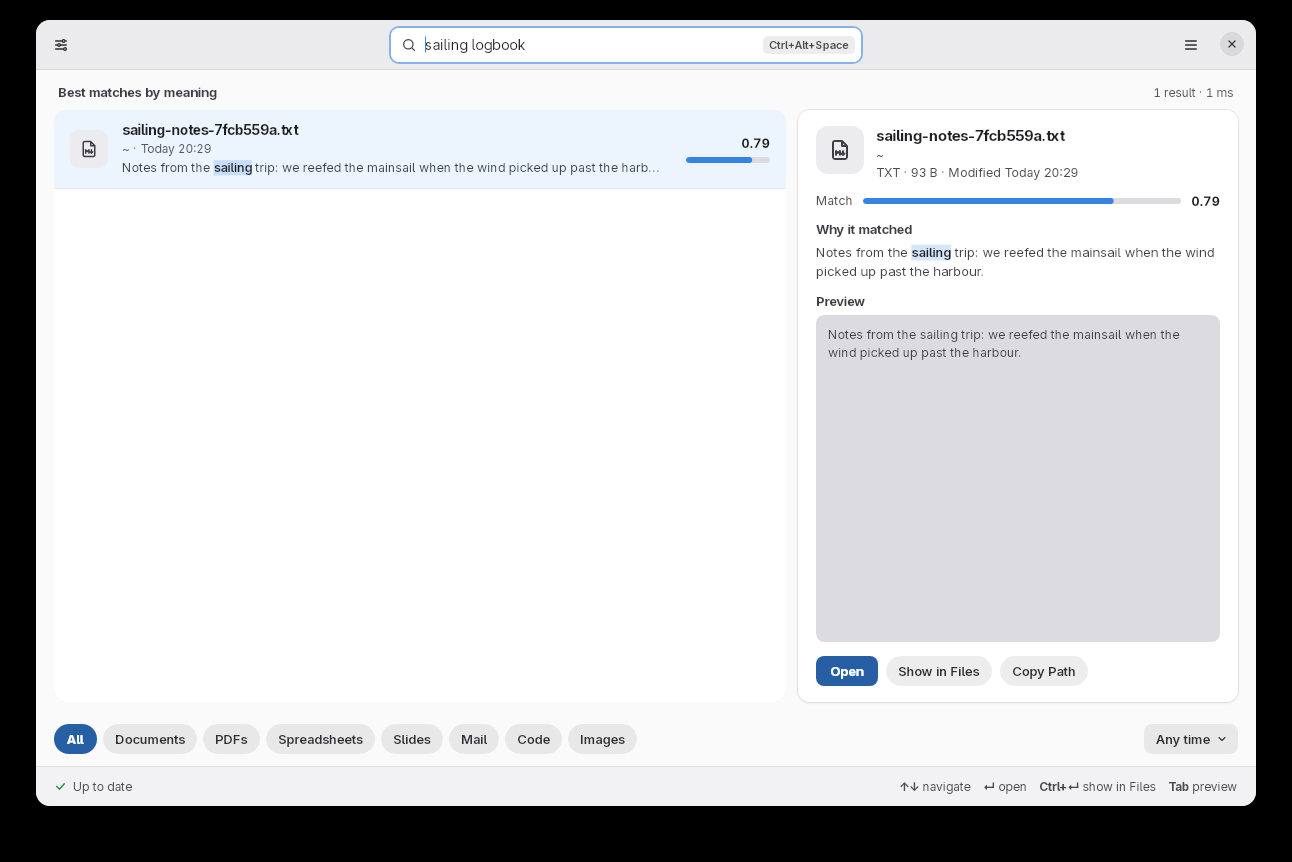 sailing logbook
Ctrl+Alt+Space
Best matches by meaning
1 result · 1 ms
sailing-notes-7fcb559a.txt
~ · Today 20:29
Notes from the sailing trip: we reefed the mainsail when the wind picked up past the harb…
0.79
sailing-notes-7fcb559a.txt
~
TXT · 93 B · Modified Today 20:29
Match
0.79
Why it matched
Notes from the sailing trip: we reefed the mainsail when the wind
picked up past the harbour.
Preview
Notes from the sailing trip: we reefed the mainsail when the
wind picked up past the harbour.
Open
Show in Files
Copy Path
All
Documents
PDFs
Spreadsheets
Slides
Mail
Code
Images
Any time
Up to date
↑↓ navigate
↵ open
Ctrl+↵ show in Files
Tab preview